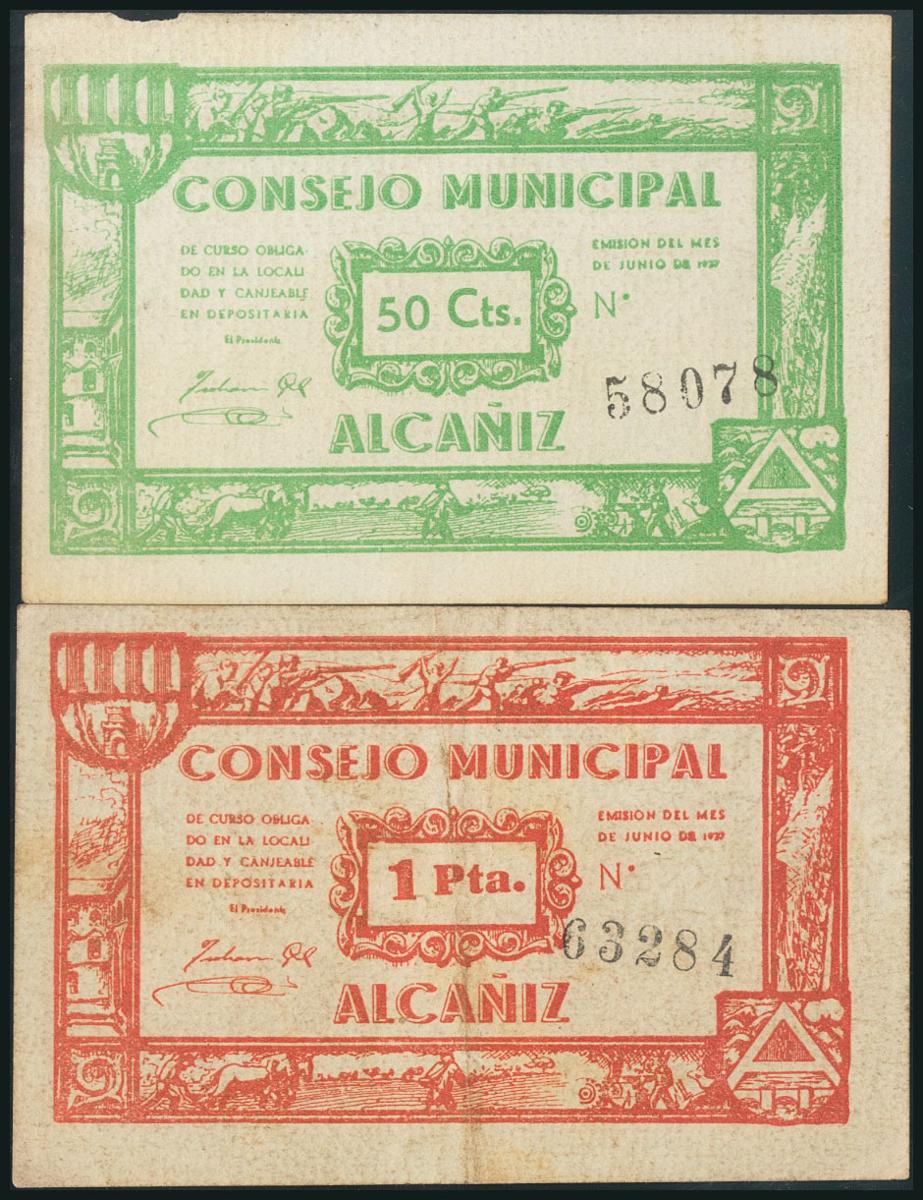 CONSEJO MUNICIPAL
DE CURSO OBLIGA-
DO EN LA LOCALI
DAD Y CANJEABLE
EN DEPOSITARIA
El Presidente
50 Cts.
EMISION DEL MES
DE JUNIO DE 1937
N.º
58078
ALCAÑIZ
CONSEJO MUNICIPAL
DE CURSO OBLIGA-
DO EN LA LOCALI
DAD Y CANJEABLE
EN DEPOSITARIA
El Presidente
1 Pta.
EMISION DEL MES
DE JUNIO DE 1937
N.º
63284
ALCAÑIZ